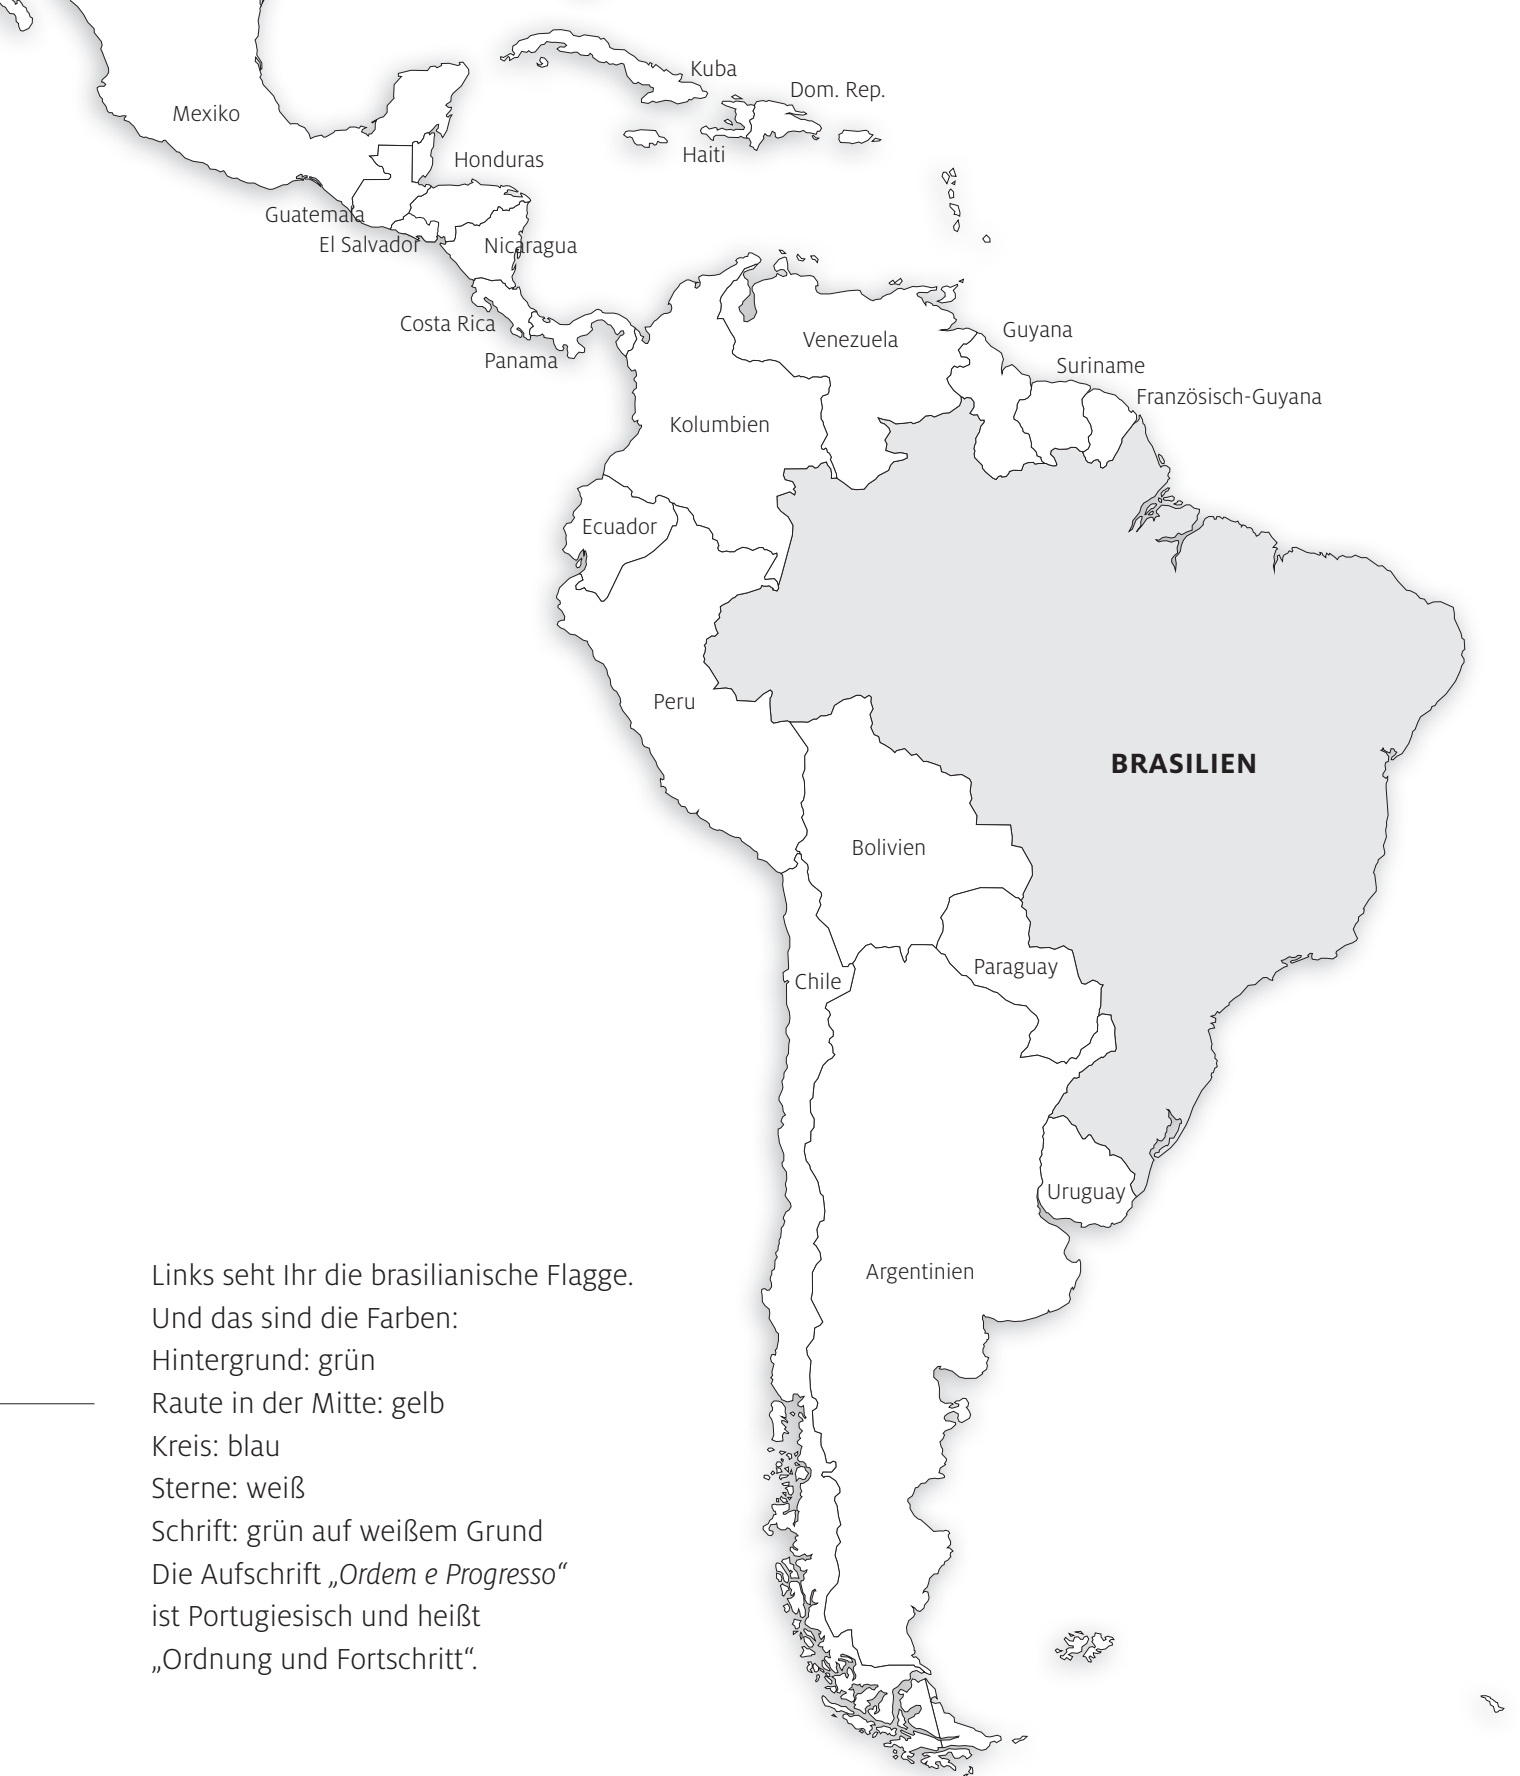 Kuba
Dom. Rep.
Mexiko
Haiti
Honduras
Guatemala
El Salvador
Nicaragua
Costa Rica
Panama
Guyana
Venezuela
Suriname
Französisch-Guyana
Kolumbien
Ecuador
Peru
BRASILIEN
Bolivien
Paraguay
Chile
Uruguay
Argentinien
Links seht Ihr die brasilianische Flagge.
Und das sind die Farben:
Hintergrund: grün
Raute in der Mitte: gelb
Kreis: blau
Sterne: weiß
Schrift: grün auf weißem Grund
Die Aufschrift „Ordem e Progresso“
ist Portugiesisch und heißt
„Ordnung und Fortschritt“.